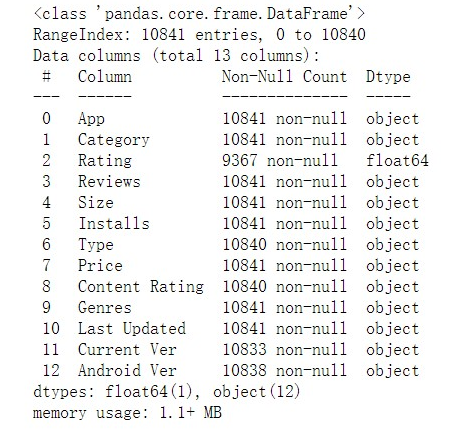 <class 'pandas.core.frame.DataFrame'>
RangeIndex: 10841 entries, 0 to 10840
Data columns (total 13 columns):
 #   Column          Non-Null Count  Dtype
---  ------          --------------  -----
 0   App             10841 non-null  object
 1   Category        10841 non-null  object
 2   Rating          9367 non-null   float64
 3   Reviews         10841 non-null  object
 4   Size            10841 non-null  object
 5   Installs        10841 non-null  object
 6   Type            10840 non-null  object
 7   Price           10841 non-null  object
 8   Content Rating  10840 non-null  object
 9   Genres          10841 non-null  object
 10  Last Updated    10841 non-null  object
 11  Current Ver     10833 non-null  object
 12  Android Ver     10838 non-null  object
dtypes: float64(1), object(12)
memory usage: 1.1+ MB